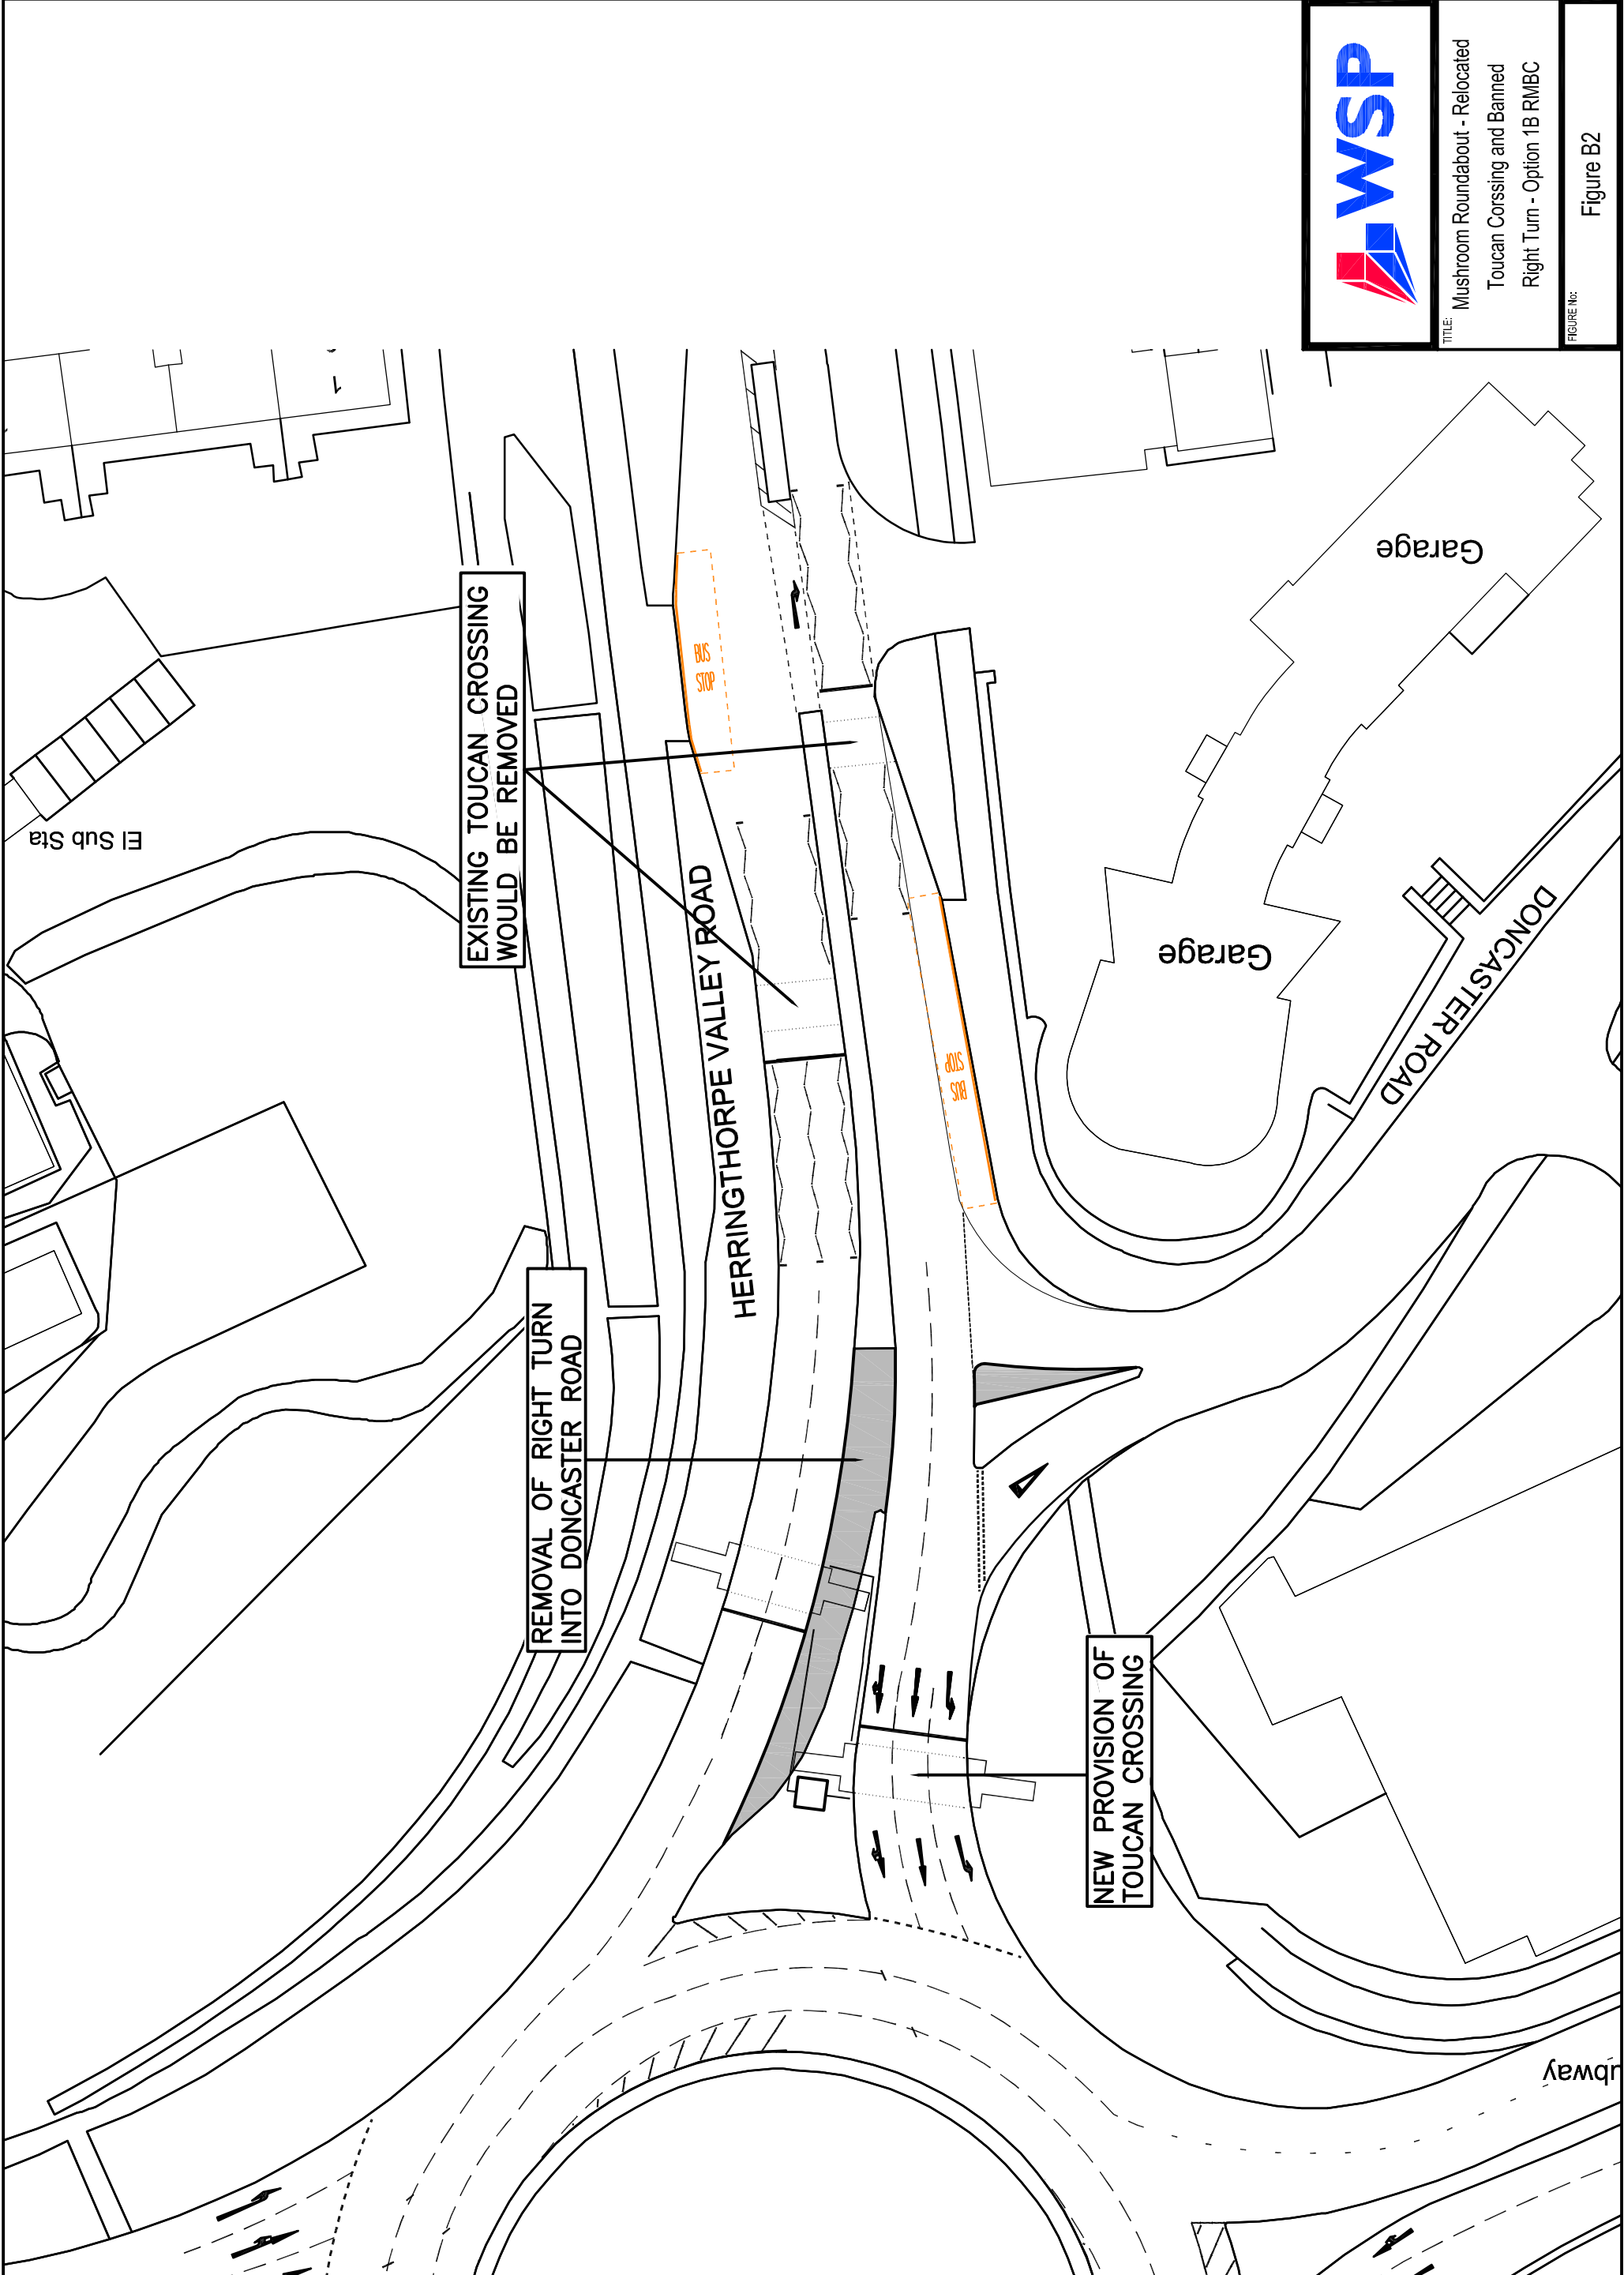 WSP
TITLE:
Mushroom Roundabout - Relocated
Toucan Corssing and Banned
Right Turn - Option 1B RMBC
FIGURE No:
Figure B2
EXISTING TOUCAN CROSSING
WOULD BE REMOVED
REMOVAL OF RIGHT TURN
INTO DONCASTER ROAD
NEW PROVISION OF
TOUCAN CROSSING
HERRINGTHORPE VALLEY ROAD
DONCASTER ROAD
BUS
STOP
BUS
STOP
Garage
Garage
El Sub Sta
ubway